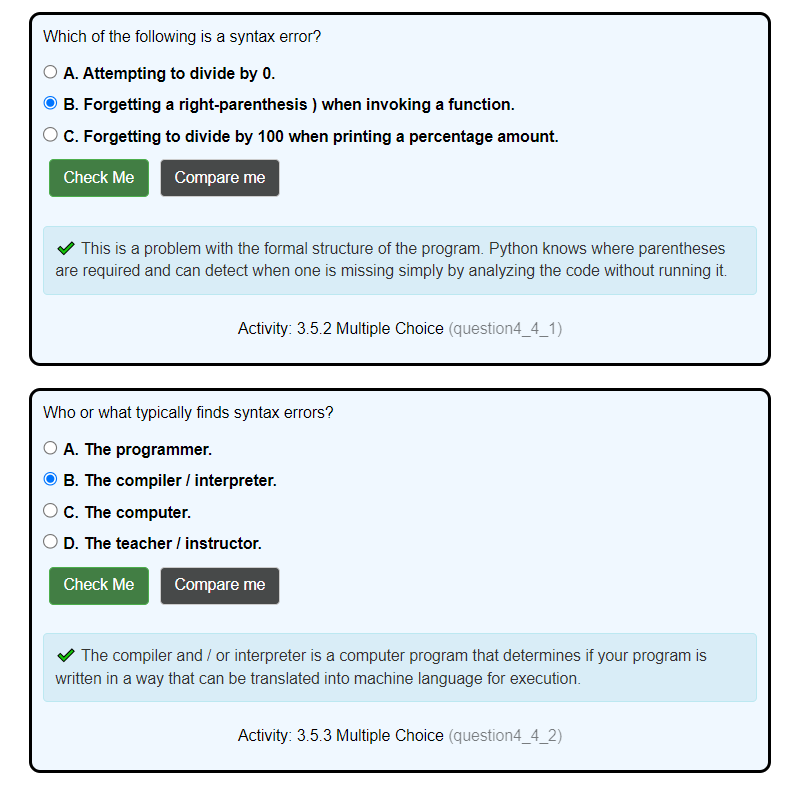 Which of the following is a syntax error?
A. Attempting to divide by 0.
B. Forgetting a right-parenthesis ) when invoking a function.
C. Forgetting to divide by 100 when printing a percentage amount.
Check Me Compare me
This is a problem with the formal structure of the program. Python knows where parentheses
are required and can detect when one is missing simply by analyzing the code without running it.
Activity: 3.5.2 Multiple Choice (question4_4_1)
Who or what typically finds syntax errors?
A. The programmer.
B. The compiler / interpreter.
C. The computer.
D. The teacher / instructor.
Check Me Compare me
The compiler and / or interpreter is a computer program that determines if your program is
written in a way that can be translated into machine language for execution.
Activity: 3.5.3 Multiple Choice (question4_4_2)